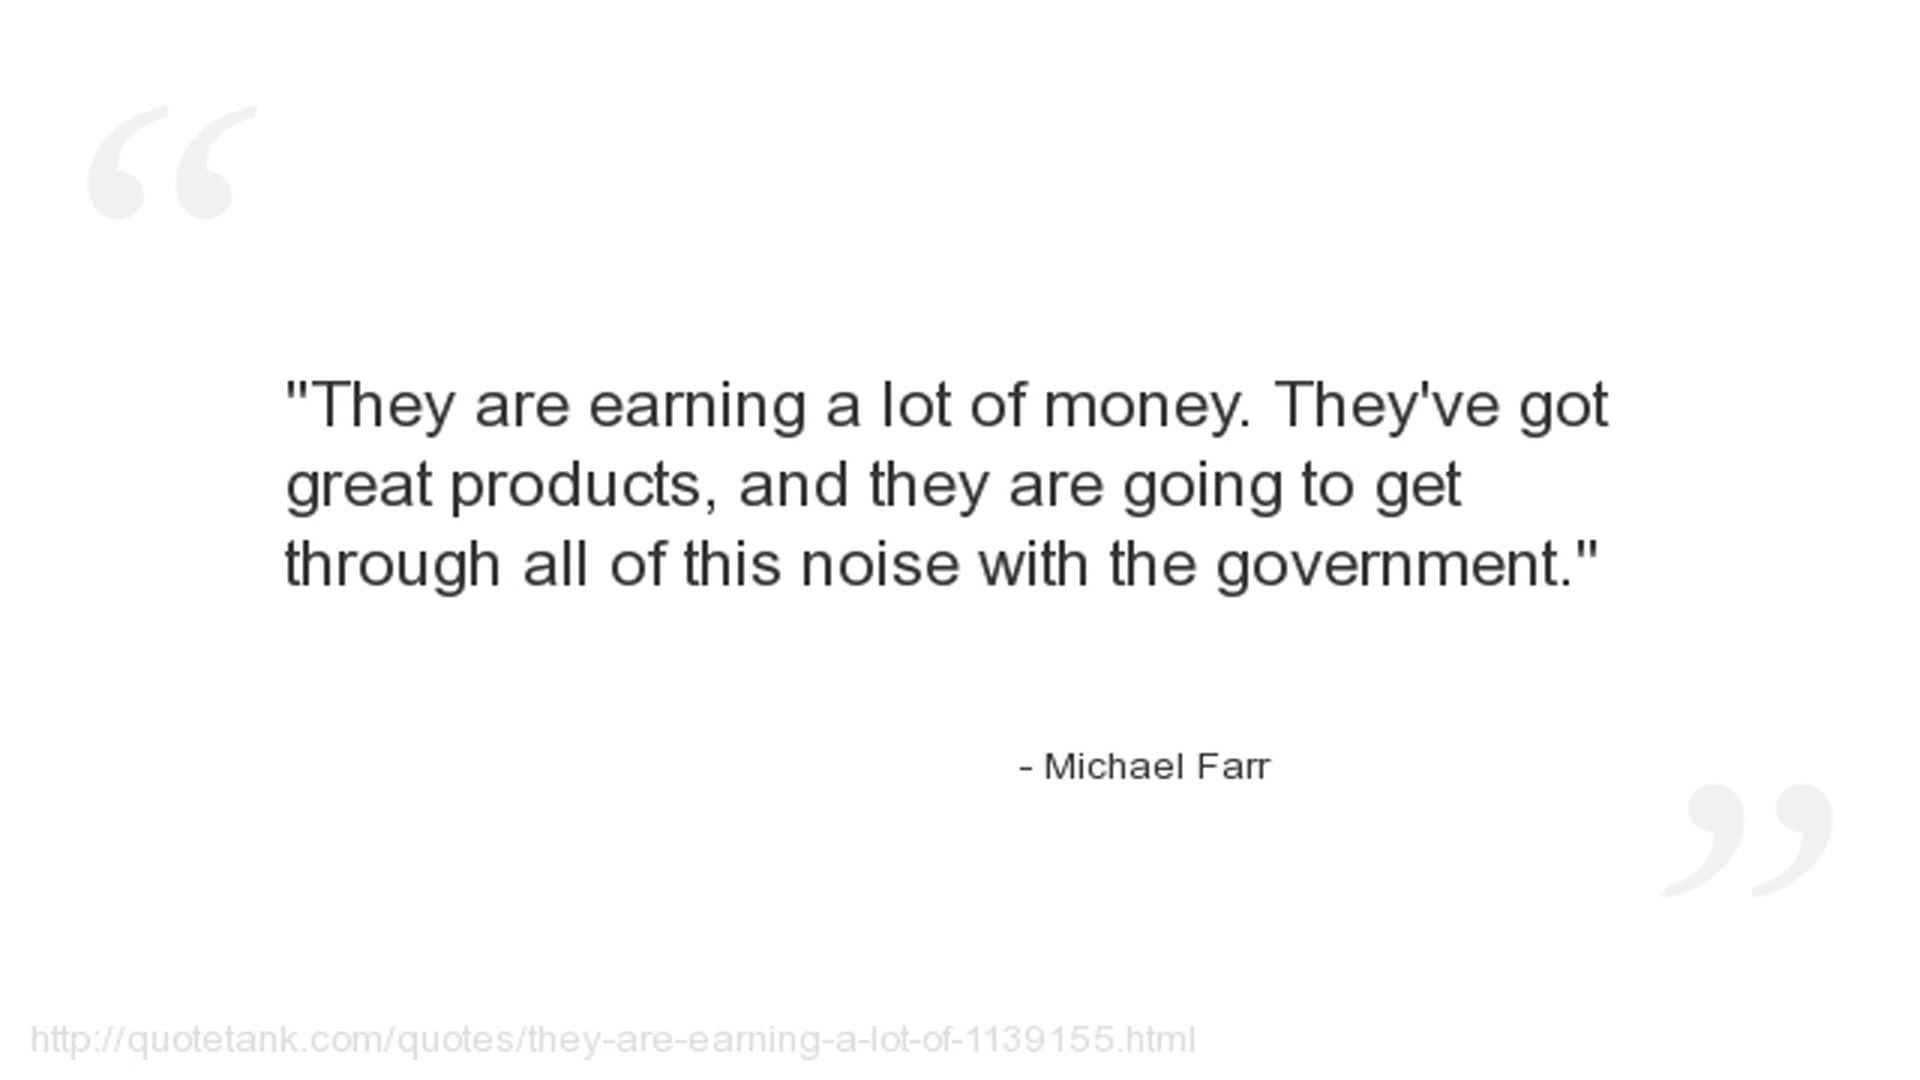 "They are earning a lot of money. They've got
great products, and they are going to get
through all of this noise with the government."
- Michael Farr
http://quotetank.com/quotes/they-are-earning-a-lot-of-1139155.html